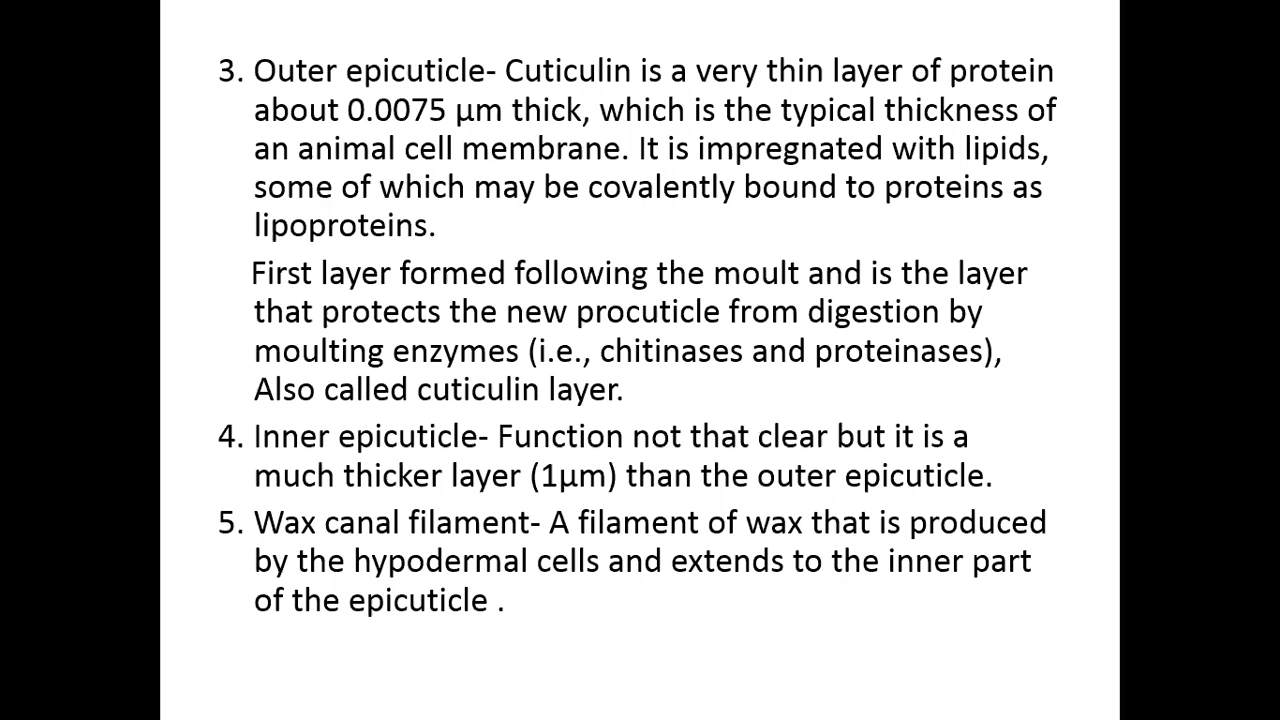 3. Outer epicuticle- Cuticulin is a very thin layer of protein
about 0.0075 µm thick, which is the typical thickness of
an animal cell membrane. It is impregnated with lipids,
some of which may be covalently bound to proteins as
lipoproteins.
First layer formed following the moult and is the layer
that protects the new procuticle from digestion by
moulting enzymes (i.e., chitinases and proteinases),
Also called cuticulin layer.
4. Inner epicuticle- Function not that clear but it is a
much thicker layer (1µm) than the outer epicuticle.
5. Wax canal filament- A filament of wax that is produced
by the hypodermal cells and extends to the inner part
of the epicuticle .